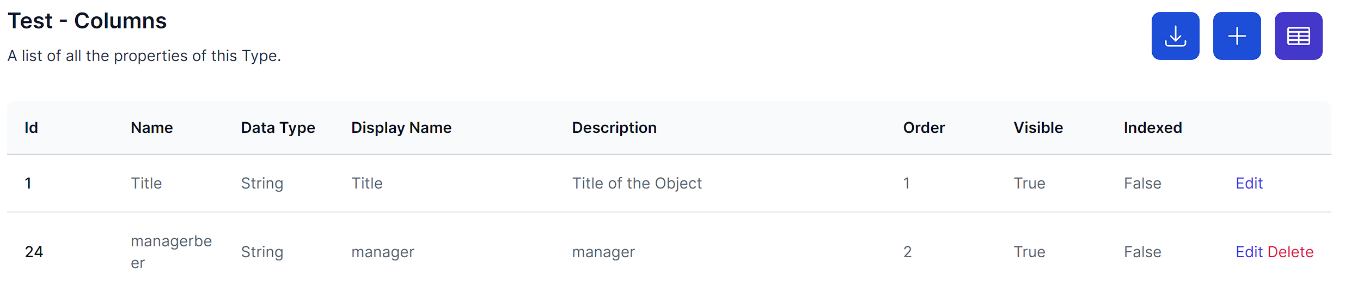 Test - Columns
A list of all the properties of this Type.
Id Name Data Type Display Name Description Order Visible Indexed
1 Title String Title Title of the Object 1 True False Edit
24 managerbe
er String manager manager 2 True False Edit Delete